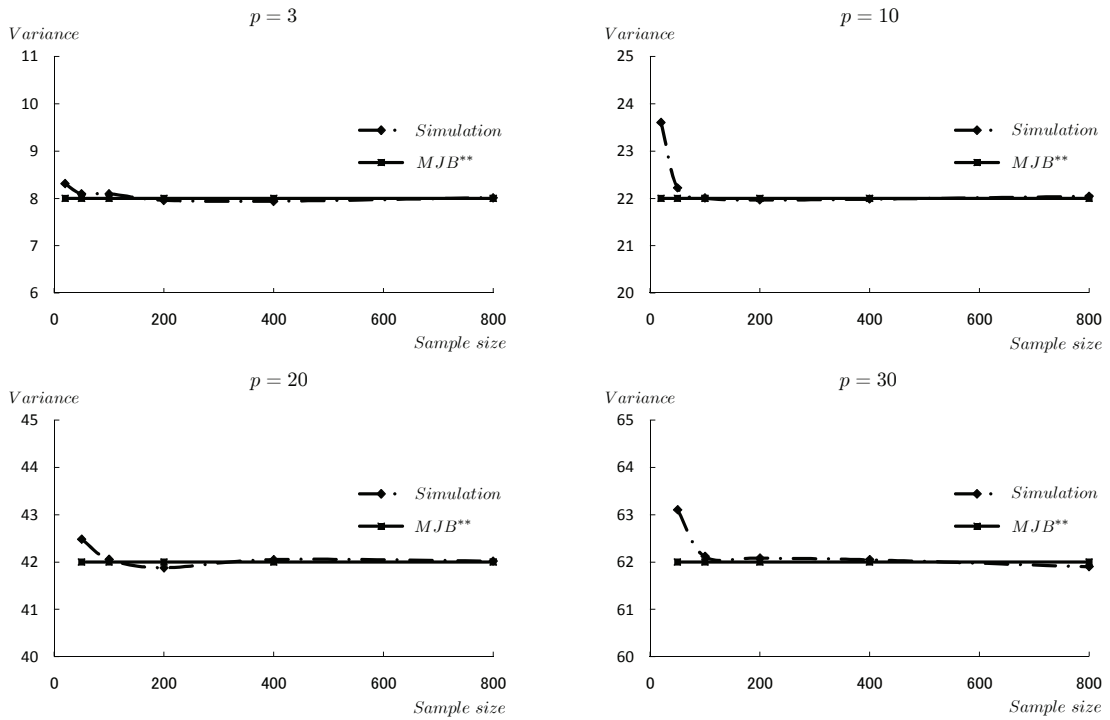 p = 3
Variance
11
10
9
8
7
6
0 200 400 600 800
Sample size
Simulation
MJB**
p = 10
Variance
25
24
23
22
21
20
0 200 400 600 800
Sample size
Simulation
MJB**
p = 20
Variance
45
44
43
42
41
40
0 200 400 600 800
Sample size
Simulation
MJB**
p = 30
Variance
65
64
63
62
61
60
0 200 400 600 800
Sample size
Simulation
MJB**